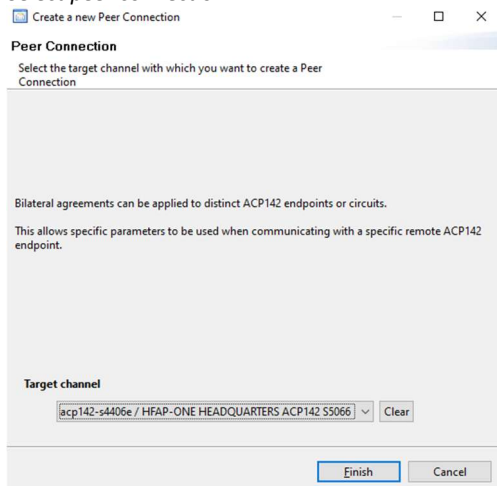 Create a new Peer Connection
Peer Connection
Select the target channel with which you want to create a Peer
Connection
Bilateral agreements can be applied to distinct ACP142 endpoints or circuits.
This allows specific parameters to be used when communicating with a specific remote ACP142
endpoint.
Target channel
acp142-s4406e / HFAP-ONE HEADQUARTERS ACP142 S5066
Clear
Finish
Cancel